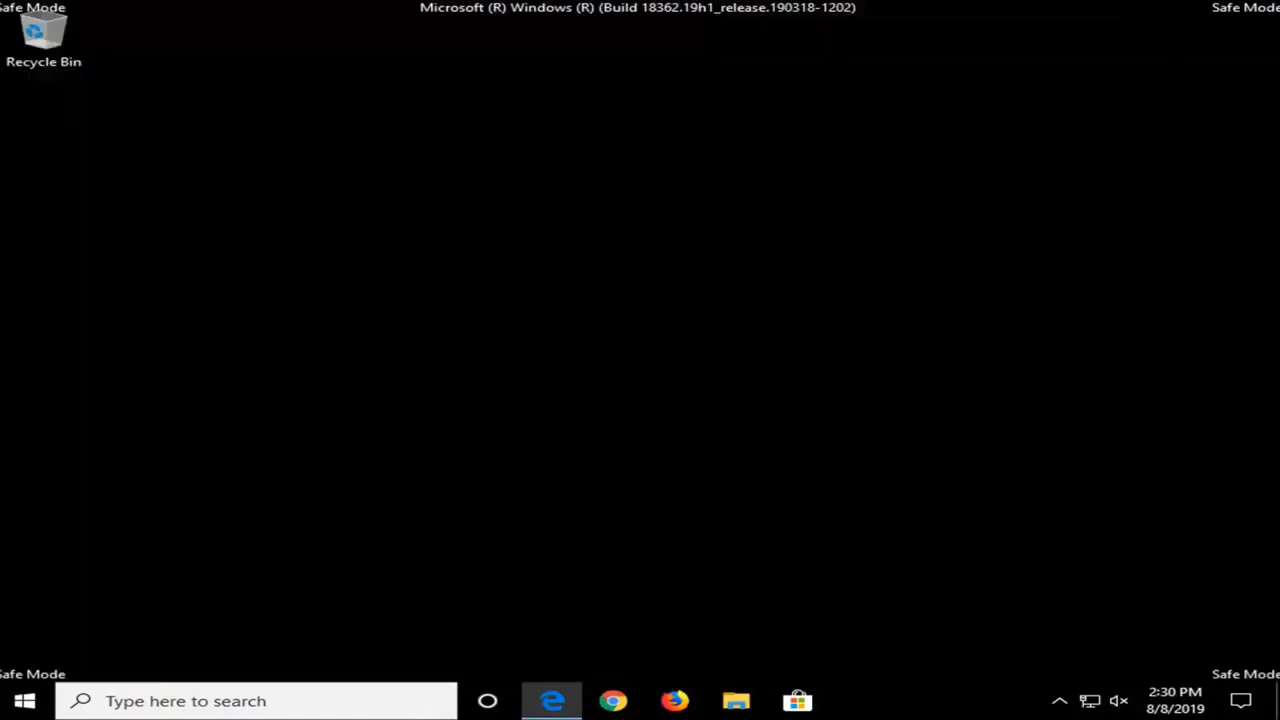 Safe Mode
Microsoft (R) Windows (R) (Build 18362.19h1_release.190318-1202)
Safe Mode
Recycle Bin
Safe Mode
Safe Mode
Type here to search
2:30 PM
8/8/2019